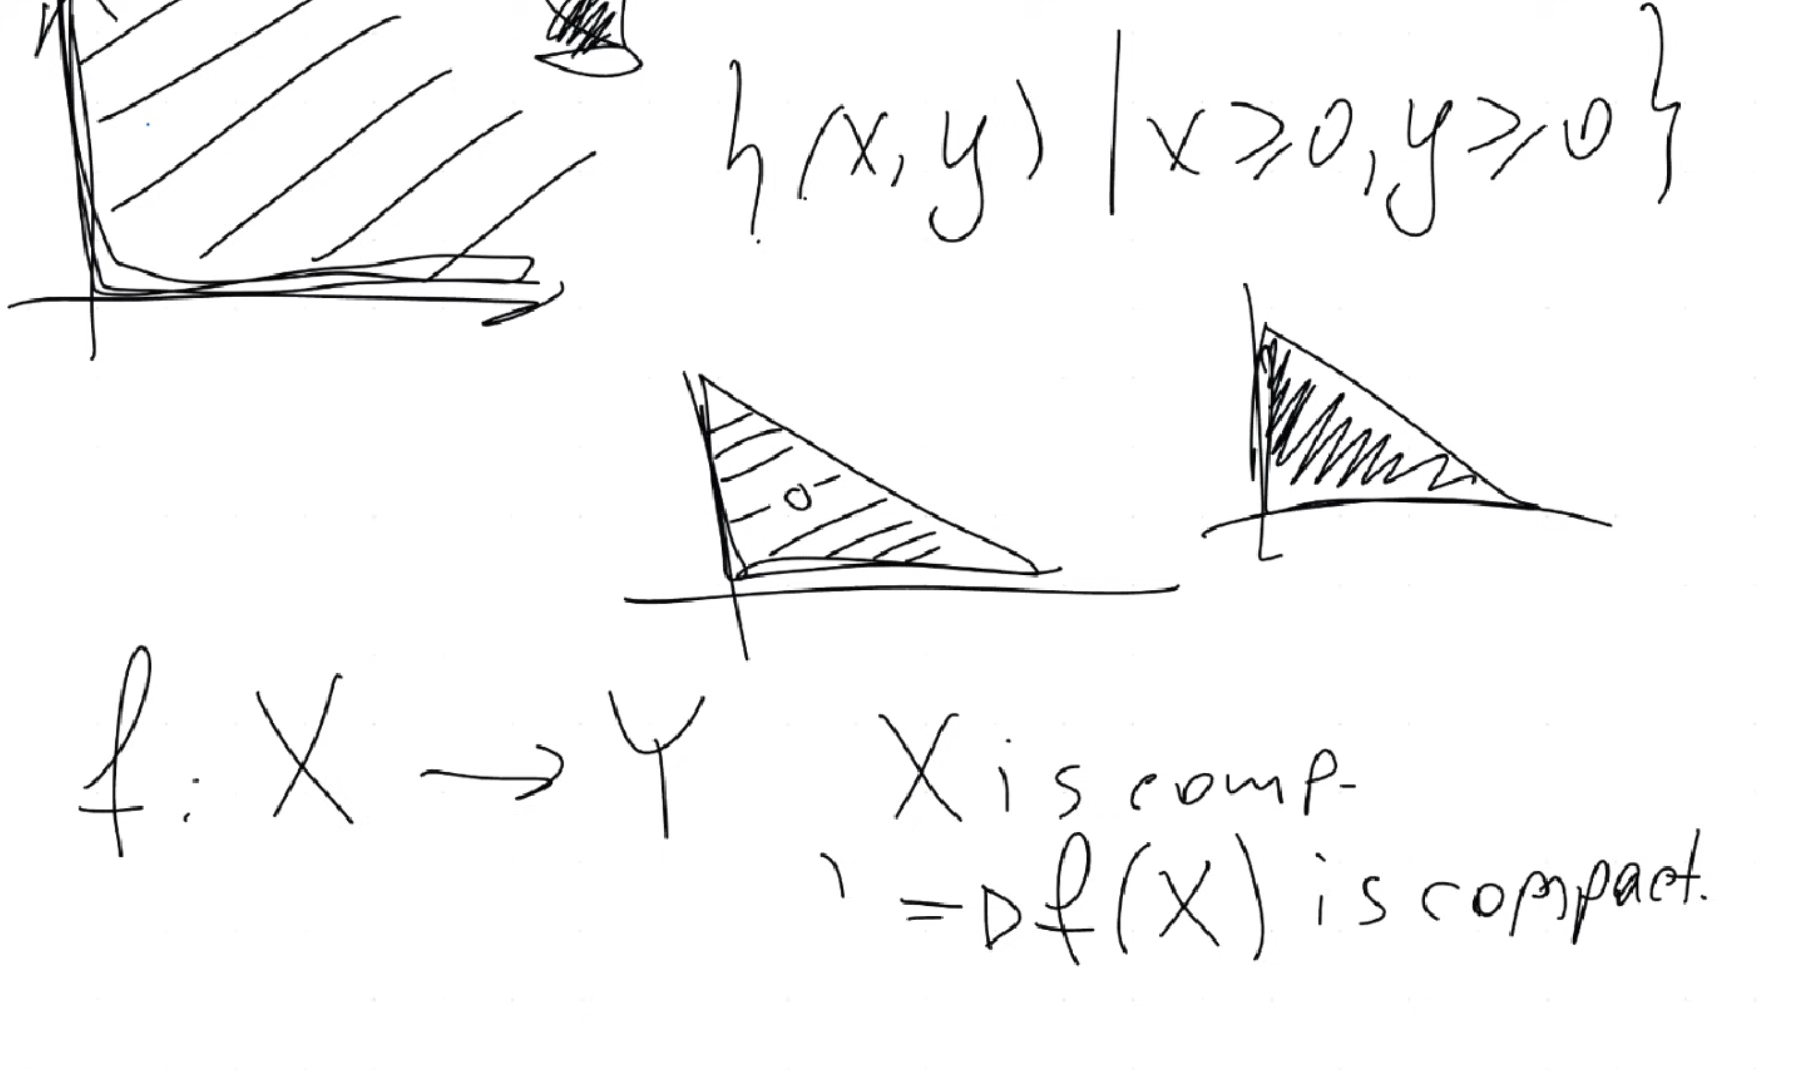 {(x,y) | x⩾0, y⩾0}
f: X → Y X is comp.
=> f(X) is compact.